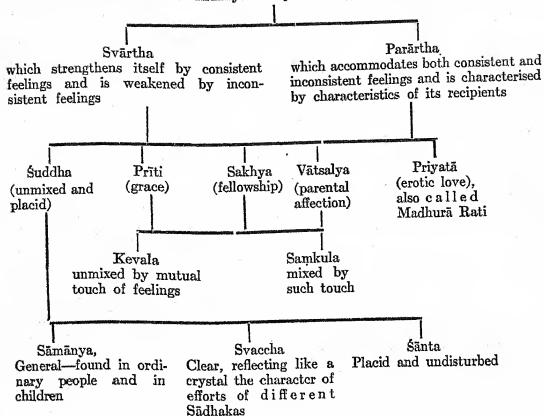 Svārtha
which strengthens itself by consistent
feelings and is weakened by incon-
sistent feelings
Parārtha
which accommodates both consistent and
inconsistent feelings and is characterised
by characteristics of its recipients
Śuddha
(unmixed and
placid)
Prīti
(grace)
Sakhya
(fellowship)
Vātsalya
(parental
affection)
Priyatā
(erotic love),
also called
Madhurā Rati
Kevala
unmixed by mutual
touch of feelings
Saṃkula
mixed by
such touch
Sāmānya,
General—found in ordi-
nary people and in
children
Svaccha
Clear, reflecting like a
crystal the character of
efforts of different
Sādhakas
Śānta
Placid and undisturbed